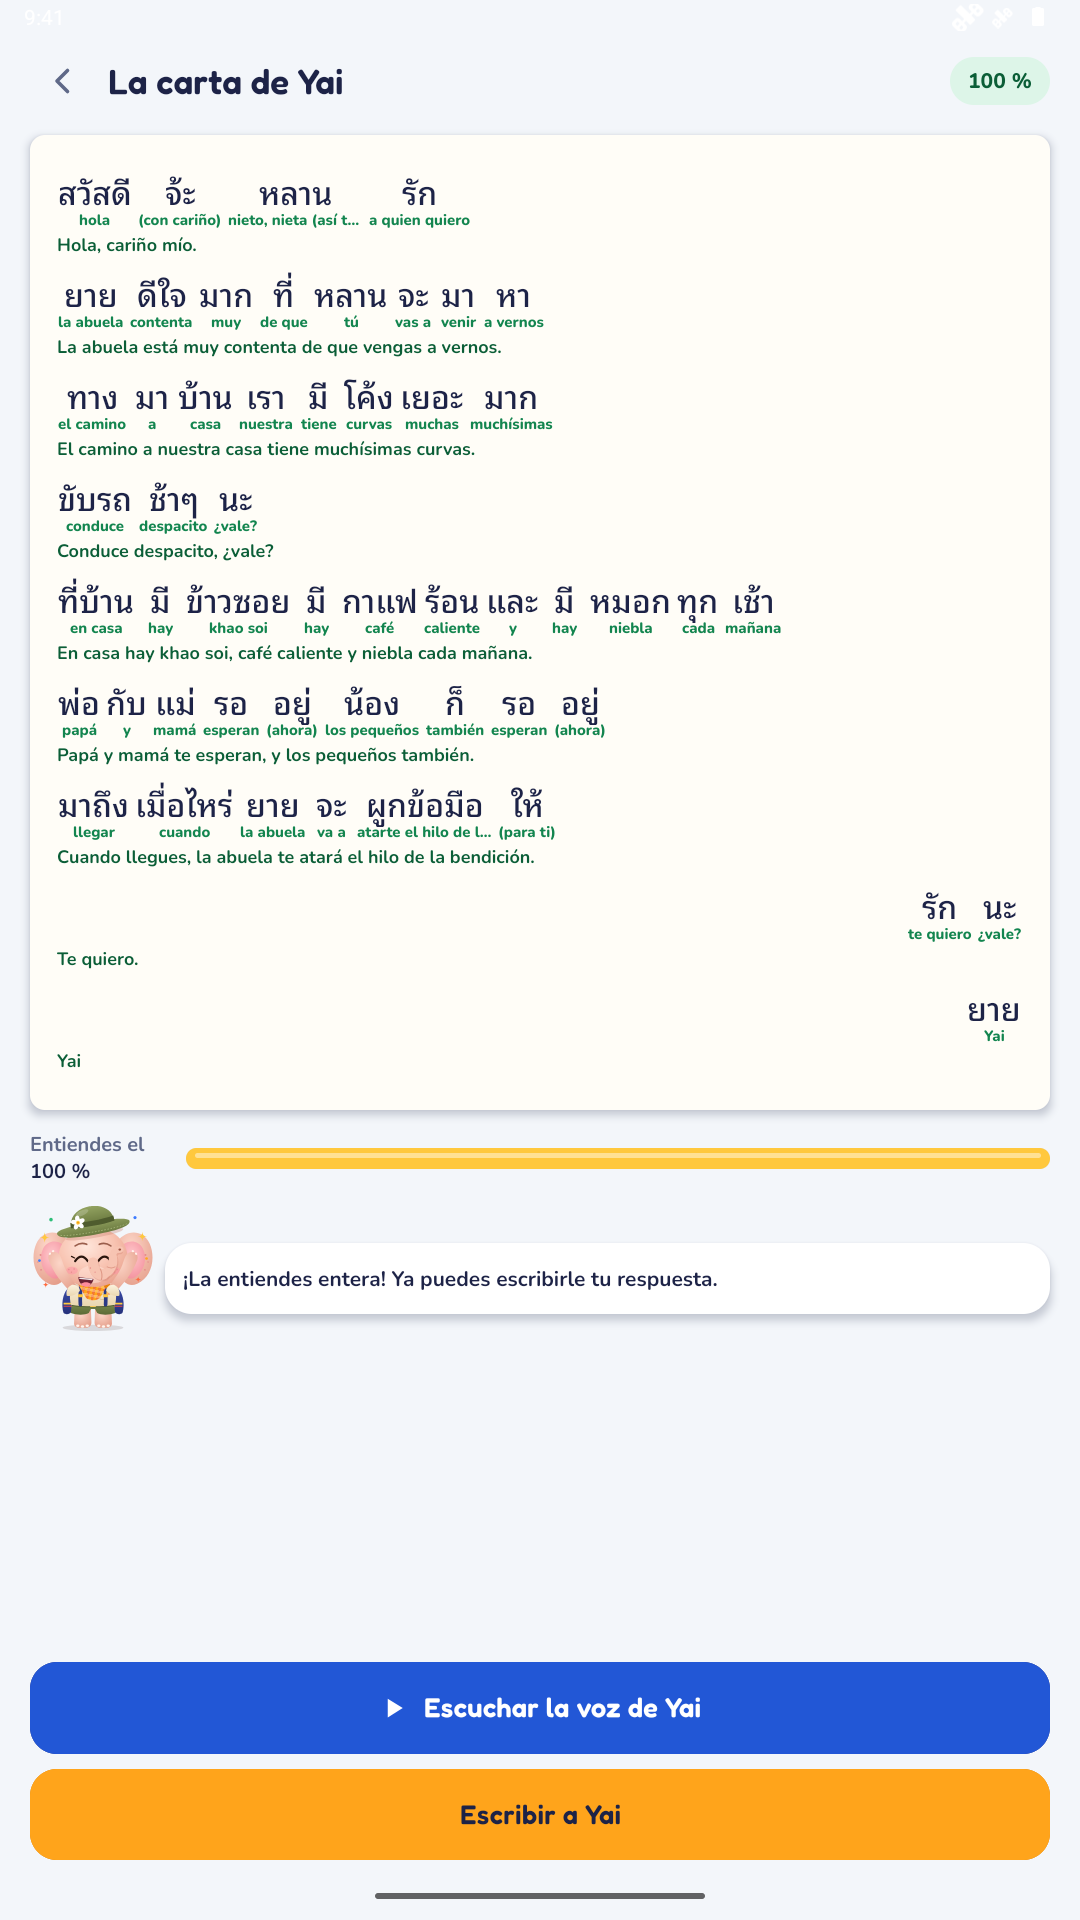 9:41
La carta de Yai
100 %
สวัสดี จ้ะ หลาน รัก
hola (con cariño) nieto, nieta (así t... a quien quiero
Hola, cariño mío.
ยาย ดีใจ มาก ที่ หลาน จะ มา หา
la abuela contenta muy de que tú vas a venir a vernos
La abuela está muy contenta de que vengas a vernos.
ทาง มา บ้าน เรา มี โค้ง เยอะ มาก
el camino a casa nuestra tiene curvas muchas muchísimas
El camino a nuestra casa tiene muchísimas curvas.
ขับรถ ช้าๆ นะ
conduce despacito ¿vale?
Conduce despacito, ¿vale?
ที่บ้าน มี ข้าวซอย มี กาแฟ ร้อน และ มี หมอก ทุก เช้า
en casa hay khao soi hay café caliente y hay niebla cada mañana
En casa hay khao soi, café caliente y niebla cada mañana.
พ่อ กับ แม่ รอ อยู่ น้อง ก็ รอ อยู่
papá y mamá esperan (ahora) los pequeños también esperan (ahora)
Papá y mamá te esperan, y los pequeños también.
มาถึง เมื่อไหร่ ยาย จะ ผูกข้อมือ ให้
llegar cuando la abuela va a atarte el hilo de l... (para ti)
Cuando llegues, la abuela te atará el hilo de la bendición.
รัก นะ
te quiero ¿vale?
Te quiero.
ยาย
Yai
Yai
Entiendes el
100 %
¡La entiendes entera! Ya puedes escribirle tu respuesta.
Escuchar la voz de Yai
Escribir a Yai